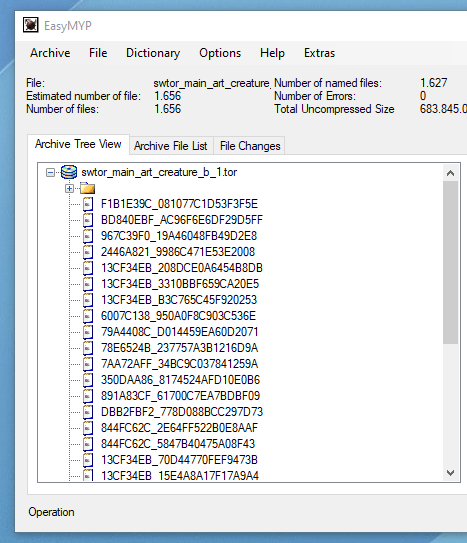 EasyMYP
Archive File Dictionary Options Help Extras
File: swtor_main_art_creature_ Number of named files: 1.627
Estimated number of file: 1.656 Number of Errors: 0
Number of files: 1.656 Total Uncompressed Size 683.845.0
Archive Tree View Archive File List File Changes
swtor_main_art_creature_b_1.tor
F1B1E39C_081077C1D53F3F5E
BD840EBF_AC96F6E6DF29D5FF
967C39F0_19A46048FB49D2E8
2446A821_9986C471E53E2008
13CF34EB_208DCE0A6454B8DB
13CF34EB_3310BBF659CA20E5
13CF34EB_B3C765C45F920253
6007C138_950A0F8C903C536E
79A4408C_D014459EA60D2071
78E6524B_237757A3B1216D9A
7AA72AFF_34BC9C037841259A
350DAA86_8174524AFD10E0B6
891A83CF_61700C7EA7BDBF09
DBB2FBF2_778D088BCC297D73
844FC62C_2E64FF522B0E8AAF
844FC62C_5847B40475A08F43
13CF34EB_70D44770FEF9473B
13CF34EB_15E4A8A17F17A9A4
Operation